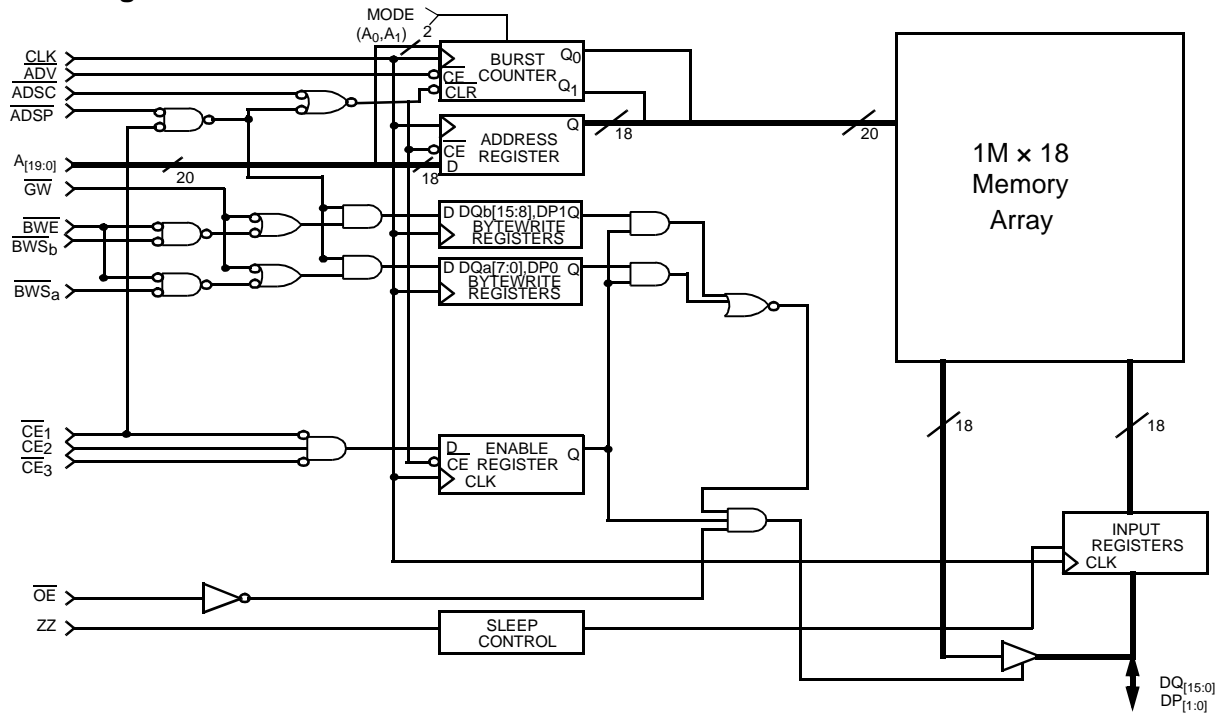 MODE
(A0,A1) 2
CLK
ADV
ADSC
ADSP
A[19:0]
20
GW
BWE
BWSb
BWSa
CE1
CE2
CE3
OE
ZZ
BURST
COUNTER
Q0
Q1
CE
CLR
ADDRESS
REGISTER
Q
CE
D
18
18
20
D DQb[15:8],DP1Q
BYTEWRITE
REGISTERS
D DQa[7:0],DP0 Q
BYTEWRITE
REGISTERS
D ENABLE
CE REGISTER Q
CLK
SLEEP
CONTROL
1M × 18
Memory
Array
18
18
INPUT
REGISTERS
CLK
DQ[15:0]
DP[1:0]